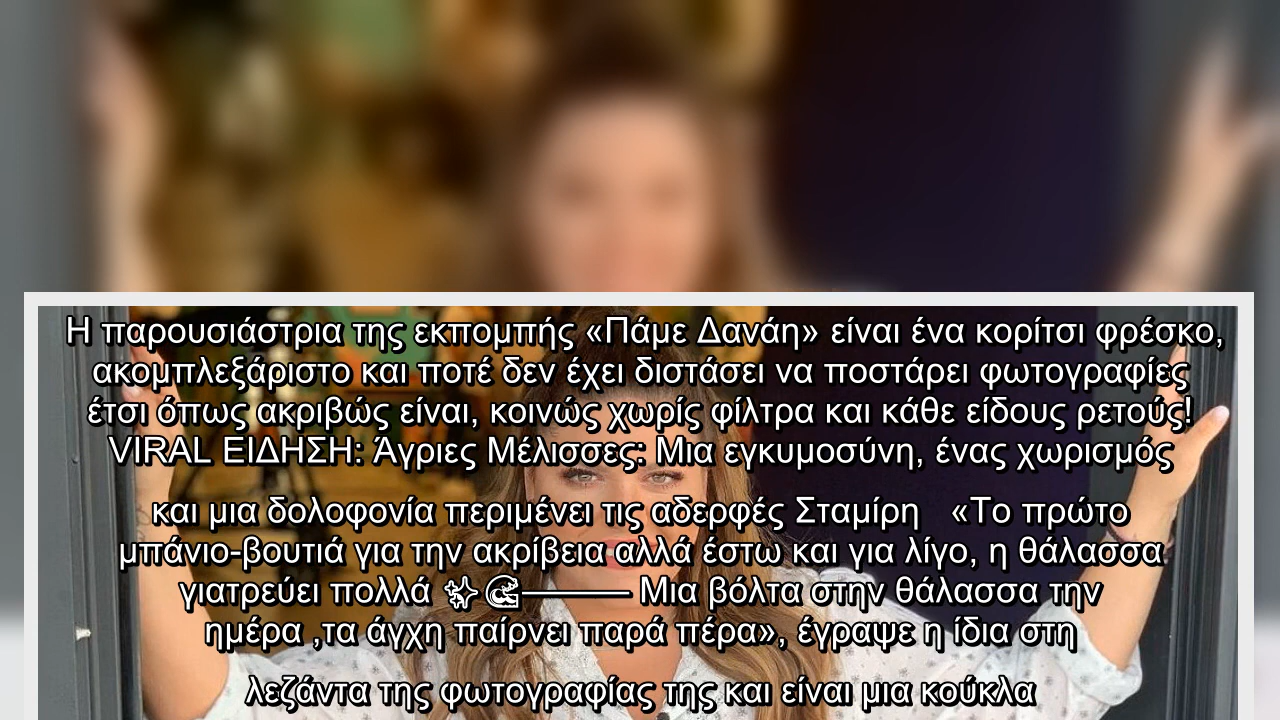 Η παρουσιάστρια της εκπομπής «Πάμε Δανάη» είναι ένα κορίτσι φρέσκο,
ακομπλεξάριστο και ποτέ δεν έχει διστάσει να ποστάρει φωτογραφίες
έτσι όπως ακριβώς είναι, κοινώς χωρίς φίλτρα και κάθε είδους ρετούς!
VIRAL ΕΙΔΗΣΗ: Άγριες Μέλισσες: Μια εγκυμοσύνη, ένας χωρισμός
και μια δολοφονία περιμένει τις αδερφές Σταμίρη «Το πρώτο
μπάνιο-βουτιά για την ακρίβεια αλλά έστω και για λίγο, η θάλασσα
γιατρεύει πολλά ✨🌊——— Μια βόλτα στην θάλασσα την
ημέρα ,τα άγχη παίρνει παρά πέρα», έγραψε η ίδια στη
λεζάντα της φωτογραφίας της και είναι μια κούκλα